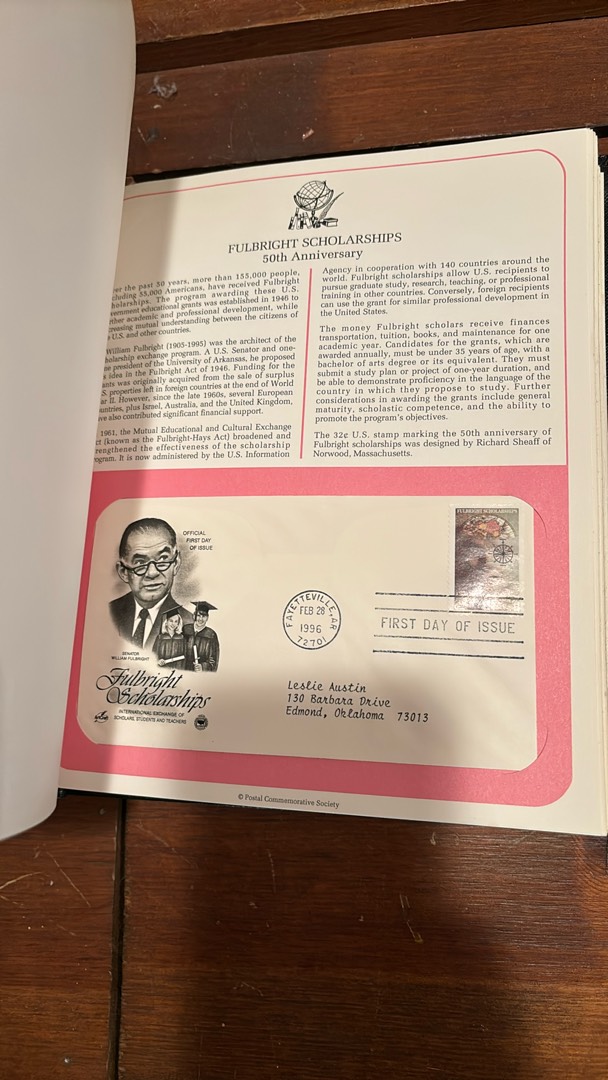 FULBRIGHT SCHOLARSHIPS
50th Anniversary
the past 50 years, more than 155,000 people,
55,000 Americans, have received Fulbright
The program awarding these U.S.
educational grants was established in 1946 to
academic and professional development, while
mutual understanding between the citizens of
U.S. and other countries.
William Fulbright (1905-1995) was the architect of the
exchange program. A U.S. Senator and one-
president of the University of Arkansas, he proposed
idea in the Fulbright Act of 1946. Funding for the
was originally acquired from the sale of surplus
properties left in foreign countries at the end of World
II. However, since the late 1960s, several European
plus Israel, Australia, and the United Kingdom,
also contributed significant financial support.
1961, the Mutual Educational and Cultural Exchange
(known as the Fulbright-Hays Act) broadened and
the effectiveness of the scholarship
It is now administered by the U.S. Information
Agency in cooperation with 140 countries around the
world. Fulbright scholarships allow U.S. recipients to
pursue graduate study, research, teaching, or professional
training in other countries. Conversely, foreign recipients
can use the grant for similar professional development in
the United States.
The money Fulbright scholars receive finances
transportation, tuition, books, and maintenance for one
academic year. Candidates for the grants, which are
awarded annually, must be under 35 years of age, with a
bachelor of arts degree or its equivalent. They must
submit a study plan or project of one-year duration, and
be able to demonstrate proficiency in the language of the
country in which they propose to study. Further
considerations in awarding the grants include general
maturity, scholastic competence, and the ability to
promote the program's objectives.
The 32¢ U.S. stamp marking the 50th anniversary of
Fulbright scholarships was designed by Richard Sheaff of
Norwood, Massachusetts.
OFFICIAL
FIRST DAY
OF ISSUE
FULBRIGHT SCHOLARSHIPS
FAYETTEVILLE, AR
FEB 28
1996
72701
FIRST DAY OF ISSUE
SENATOR
WILLIAM FULBRIGHT
Fulbright
Scholarships
INTERNATIONAL EXCHANGE OF
SCHOLARS, STUDENTS AND TEACHERS
Leslie Austin
130 Barbara Drive
Edmond, Oklahoma 73013
© Postal Commemorative Society